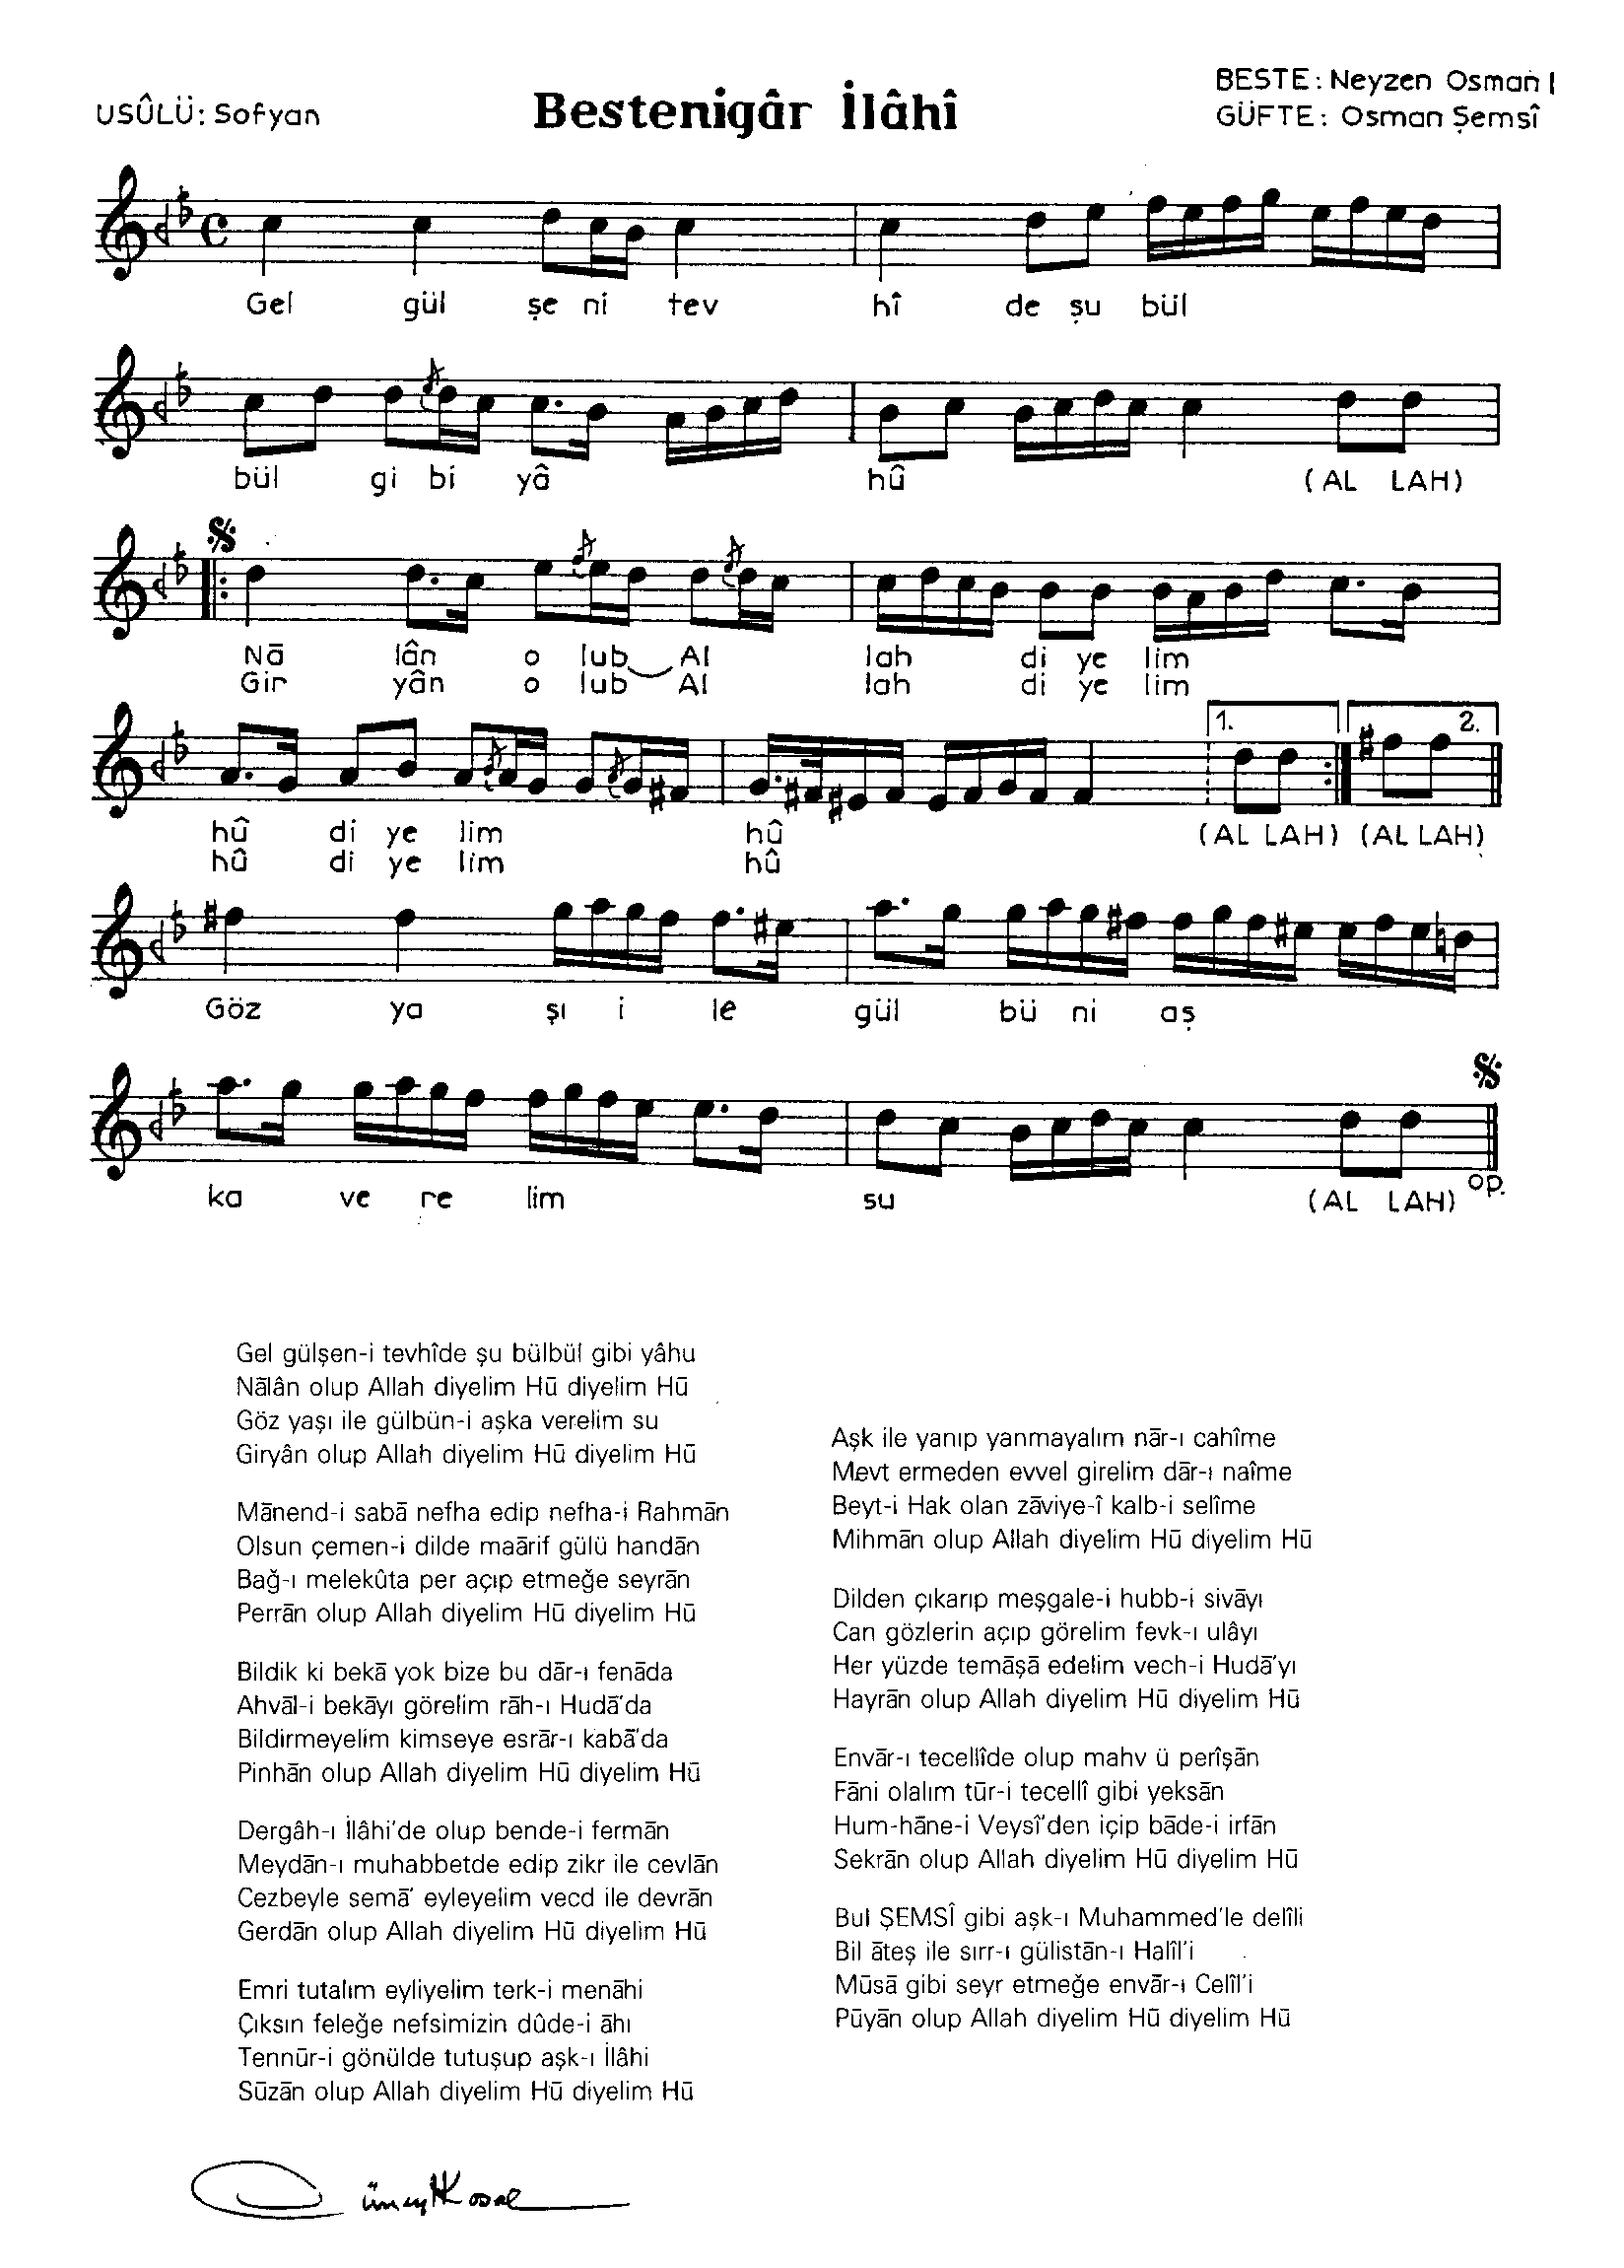 USÛLÜ: Sofyan
Bestenigâr İlâhî
BESTE: Neyzen Osman
GÜFTE: Osman Şemsî
Gel gül şe ni tev hî de şu bül
bül gi bi yâ hû (AL LAH)
Nā lân o lub Al lah di ye lim
Gir yân o lub Al lah di ye lim
1. 2.
hû di ye lim hû (AL LAH) (AL LAH)
hû di ye lim hû
Göz ya şı i le gül bü ni aş
ka ve re lim su (AL LAH) op.
Gel gülşen-i tevhîde şu bülbül gibi yâhu
Nālân olup Allah diyelim Hū diyelim Hū
Göz yaşı ile gülbün-i aşka verelim su
Giryân olup Allah diyelim Hū diyelim Hū
Mānend-i sabā nefha edip nefha-i Rahmān
Olsun çemen-i dilde maārif gülü handān
Bağ-ı melekûta per açıp etmeğe seyrān
Perrān olup Allah diyelim Hū diyelim Hū
Bildik ki bekā yok bize bu dār-ı fenāda
Ahvāl-i bekāyı görelim rāh-ı Hudā'da
Bildirmeyelim kimseye esrār-ı kabā'da
Pinhān olup Allah diyelim Hū diyelim Hū
Dergâh-ı İlâhi'de olup bende-i fermān
Meydān-ı muhabbetde edip zikr ile cevlān
Cezbeyle semā' eyleyelim vecd ile devrān
Gerdān olup Allah diyelim Hū diyelim Hū
Emri tutalım eyliyelim terk-i menāhi
Çıksın feleğe nefsimizin dûde-i āhı
Tennūr-i gönülde tutuşup aşk-ı İlâhi
Sūzān olup Allah diyelim Hū diyelim Hū
Aşk ile yanıp yanmayalım nār-ı cahîme
Mevt ermeden evvel girelim dār-ı naîme
Beyt-i Hak olan zāviye-î kalb-i selîme
Mihmān olup Allah diyelim Hū diyelim Hū
Dilden çıkarıp meşgale-i hubb-i sivāyı
Can gözlerin açıp görelim fevk-ı ulâyı
Her yüzde temāşā edelim vech-i Hudā'yı
Hayrān olup Allah diyelim Hū diyelim Hū
Envār-ı tecellîde olup mahv ü perîşān
Fāni olalım tūr-i tecellî gibi yeksān
Hum-hāne-i Veysî'den içip bāde-i irfān
Sekrān olup Allah diyelim Hū diyelim Hū
Bul ŞEMSÎ gibi aşk-ı Muhammed'le delîli
Bil āteş ile sırr-ı gülistān-ı Halîl'i
Mūsā gibi seyr etmeğe envār-ı Celîl'i
Pūyān olup Allah diyelim Hū diyelim Hū